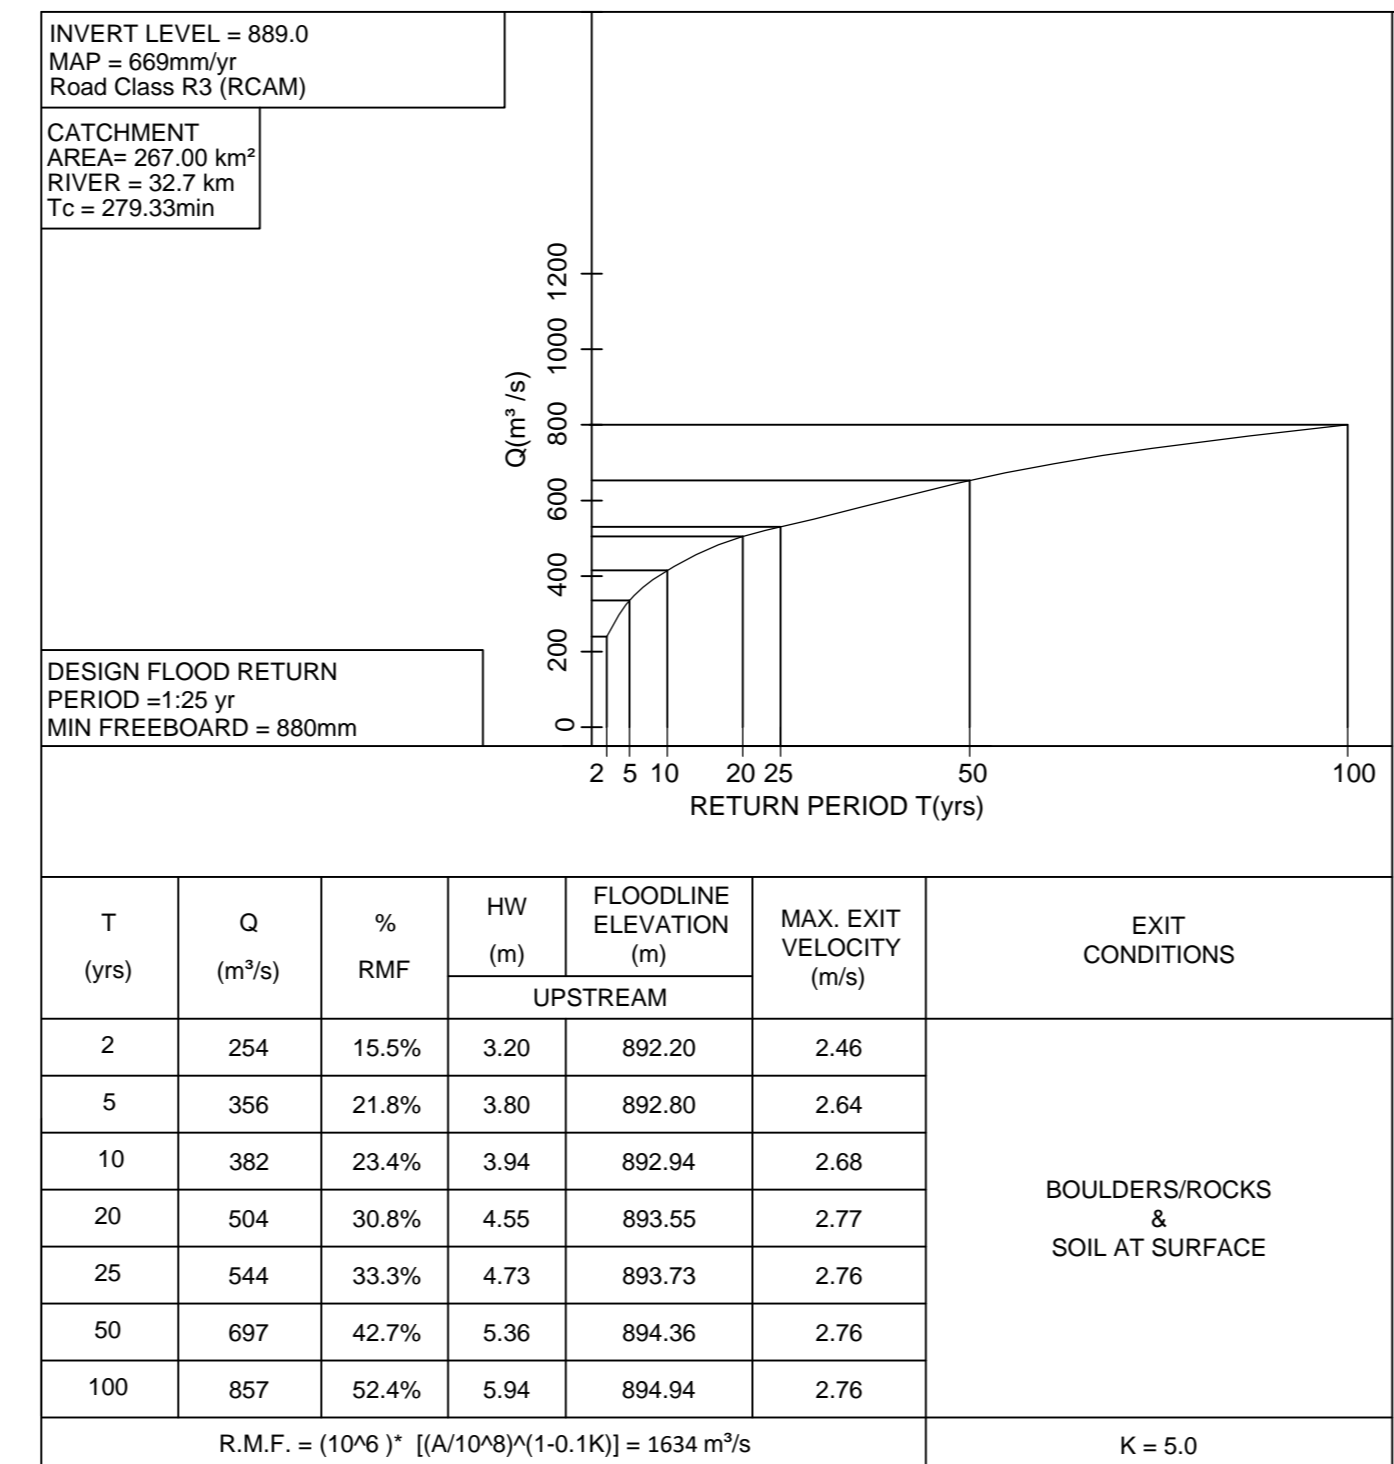 INVERT LEVEL = 889.0
MAP = 669mm/yr
Road Class R3 (RCAM)
CATCHMENT
AREA= 267.00 km²
RIVER = 32.7 km
Tc = 279.33min
DESIGN FLOOD RETURN
PERIOD =1:25 yr
MIN FREEBOARD = 880mm
Q(m³ /s)
1200
1000
800
600
400
200
0
2 5 10 20 25 50 100
RETURN PERIOD T(yrs)
T (yrs)
Q (m³/s)
% RMF
HW (m)
FLOODLINE
ELEVATION
(m)
UPSTREAM
MAX. EXIT
VELOCITY
(m/s)
EXIT
CONDITIONS
2 254 15.5% 3.20 892.20 2.46
5 356 21.8% 3.80 892.80 2.64
10 382 23.4% 3.94 892.94 2.68
20 504 30.8% 4.55 893.55 2.77
25 544 33.3% 4.73 893.73 2.76
50 697 42.7% 5.36 894.36 2.76
100 857 52.4% 5.94 894.94 2.76
BOULDERS/ROCKS
&
SOIL AT SURFACE
R.M.F. = (10^6 )* [(A/10^8)^(1-0.1K)] = 1634 m³/s
K = 5.0